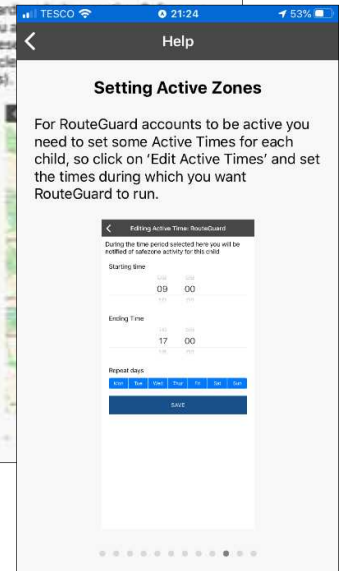 TESCO 21:24 53%
Help
Setting Active Zones
For RouteGuard accounts to be active you
need to set some Active Times for each
child, so click on 'Edit Active Times' and set
the times during which you want
RouteGuard to run.
Editing Active Time: RouteGuard
During the time period selected here you will be
notified of safezone activity for this child
Starting time
09 00
Ending Time
17 00
Repeat days
Mon Tue Wed Thur Fri Sat Sun
SAVE